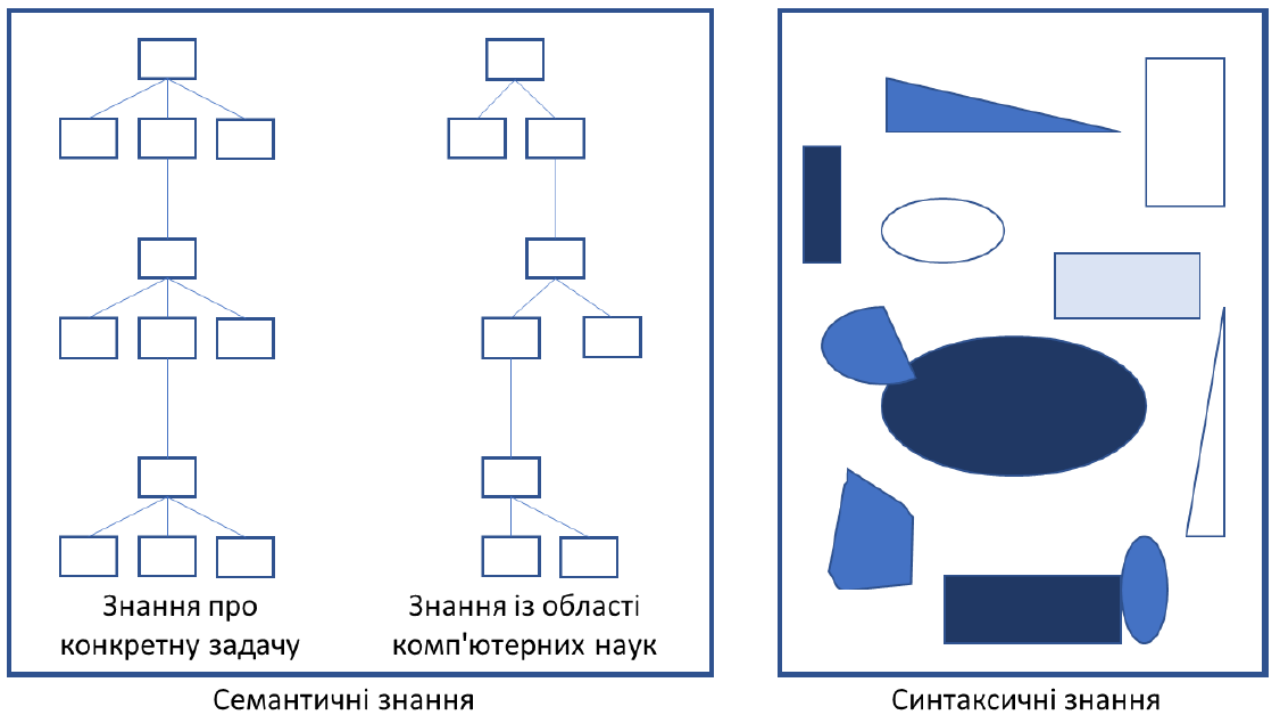 Знання про
конкретну задачу
Знання із області
комп'ютерних наук
Семантичні знання
Синтаксичні знання